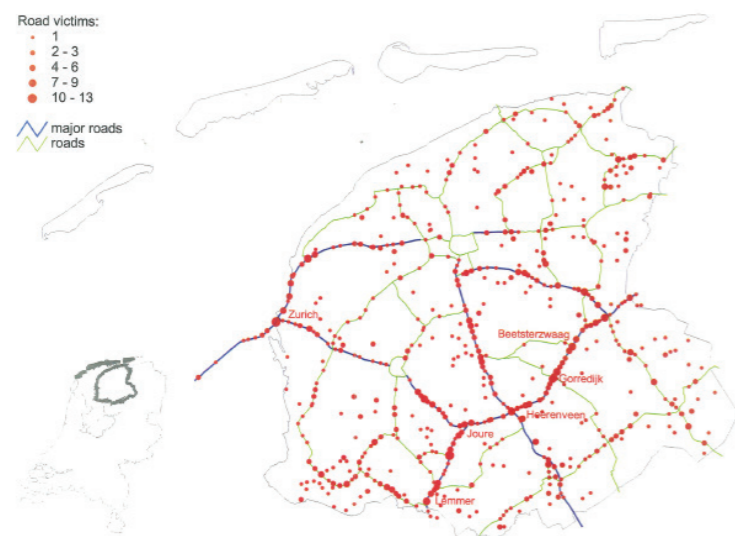 Road victims:
1
2 - 3
4 - 6
7 - 9
10 - 13
major roads
roads
Zurich
Beetsterzwaag
Gorredijk
Heerenveen
Joure
Lemmer